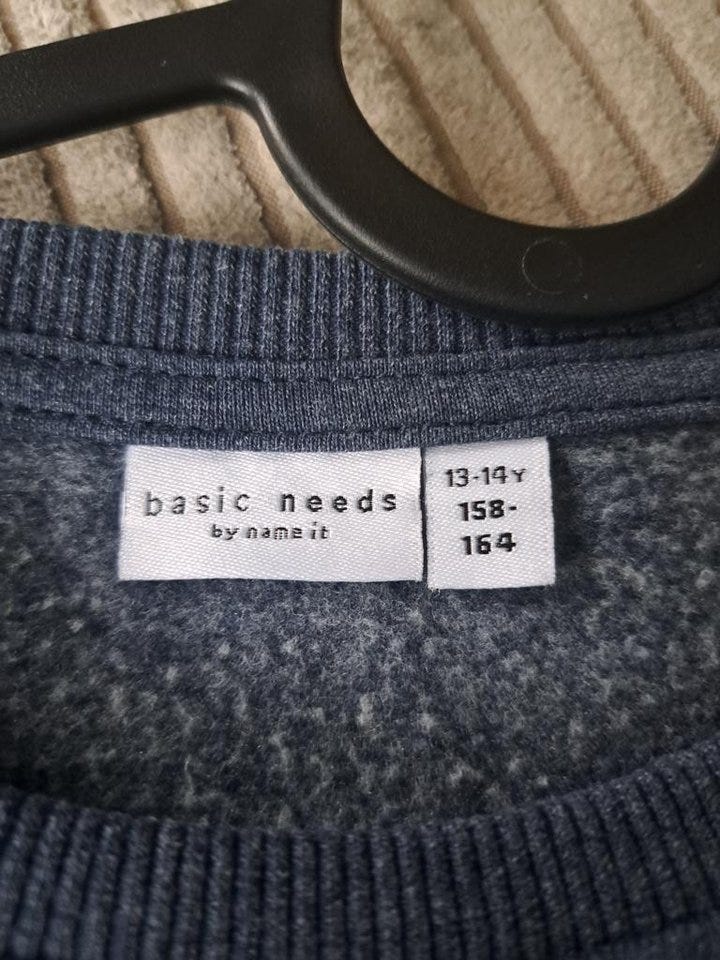 basic needs
by name it
13-14Y
158-
164